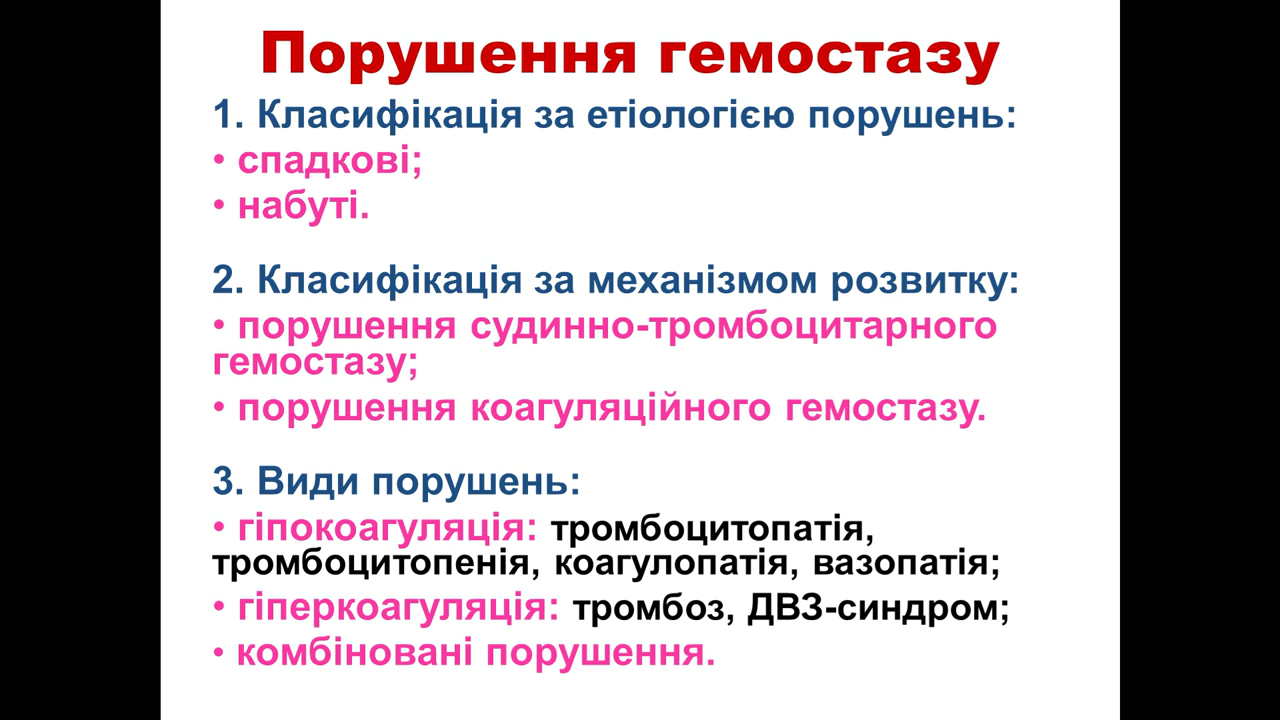 Порушення гемостазу
1. Класифікація за етіологією порушень:
• спадкові;
• набуті.
2. Класифікація за механізмом розвитку:
• порушення судинно-тромбоцитарного
гемостазу;
• порушення коагуляційного гемостазу.
3. Види порушень:
• гіпокоагуляція: тромбоцитопатія,
тромбоцитопенія, коагулопатія, вазопатія;
• гіперкоагуляція: тромбоз, ДВЗ-синдром;
• комбіновані порушення.